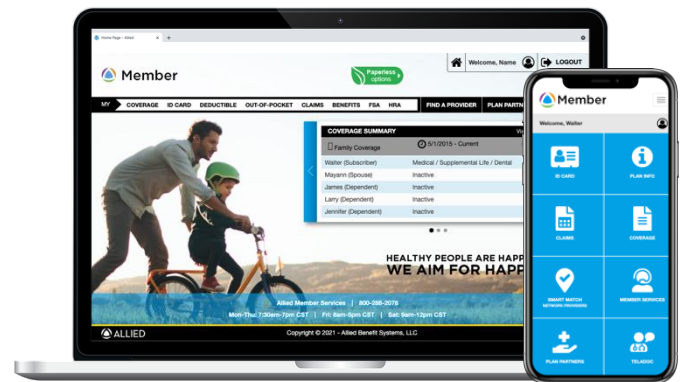 Home Page - Allied
Welcome, Name
LOGOUT
Member
Paperless
options
MY COVERAGE ID CARD DEDUCTIBLE OUT-OF-POCKET CLAIMS BENEFITS FSA HRA FIND A PROVIDER PLAN PARTN
COVERAGE SUMMARY
Family Coverage
5/1/2015 - Current
Walter (Subscriber) Medical / Supplemental Life / Dental
Mayann (Spouse) Inactive
James (Dependent) Inactive
Larry (Dependent) Inactive
Jennifer (Dependent) Inactive
HEALTHY PEOPLE ARE HAPP
WE AIM FOR HAPP
Allied Member Services | 800-288-2078
Mon-Thu: 7:30am-7pm CST | Fri: 8am-5pm CST | Sat: 9am-12pm CST
ALLIED
Copyright © 2021 - Allied Benefit Systems, LLC
Member
Welcome, Walter
ID CARD
PLAN INFO
CLAIMS
COVERAGE
SMART MATCH
NETWORK PROVIDERS
MEMBER SERVICES
PLAN PARTNERS
TELADOC